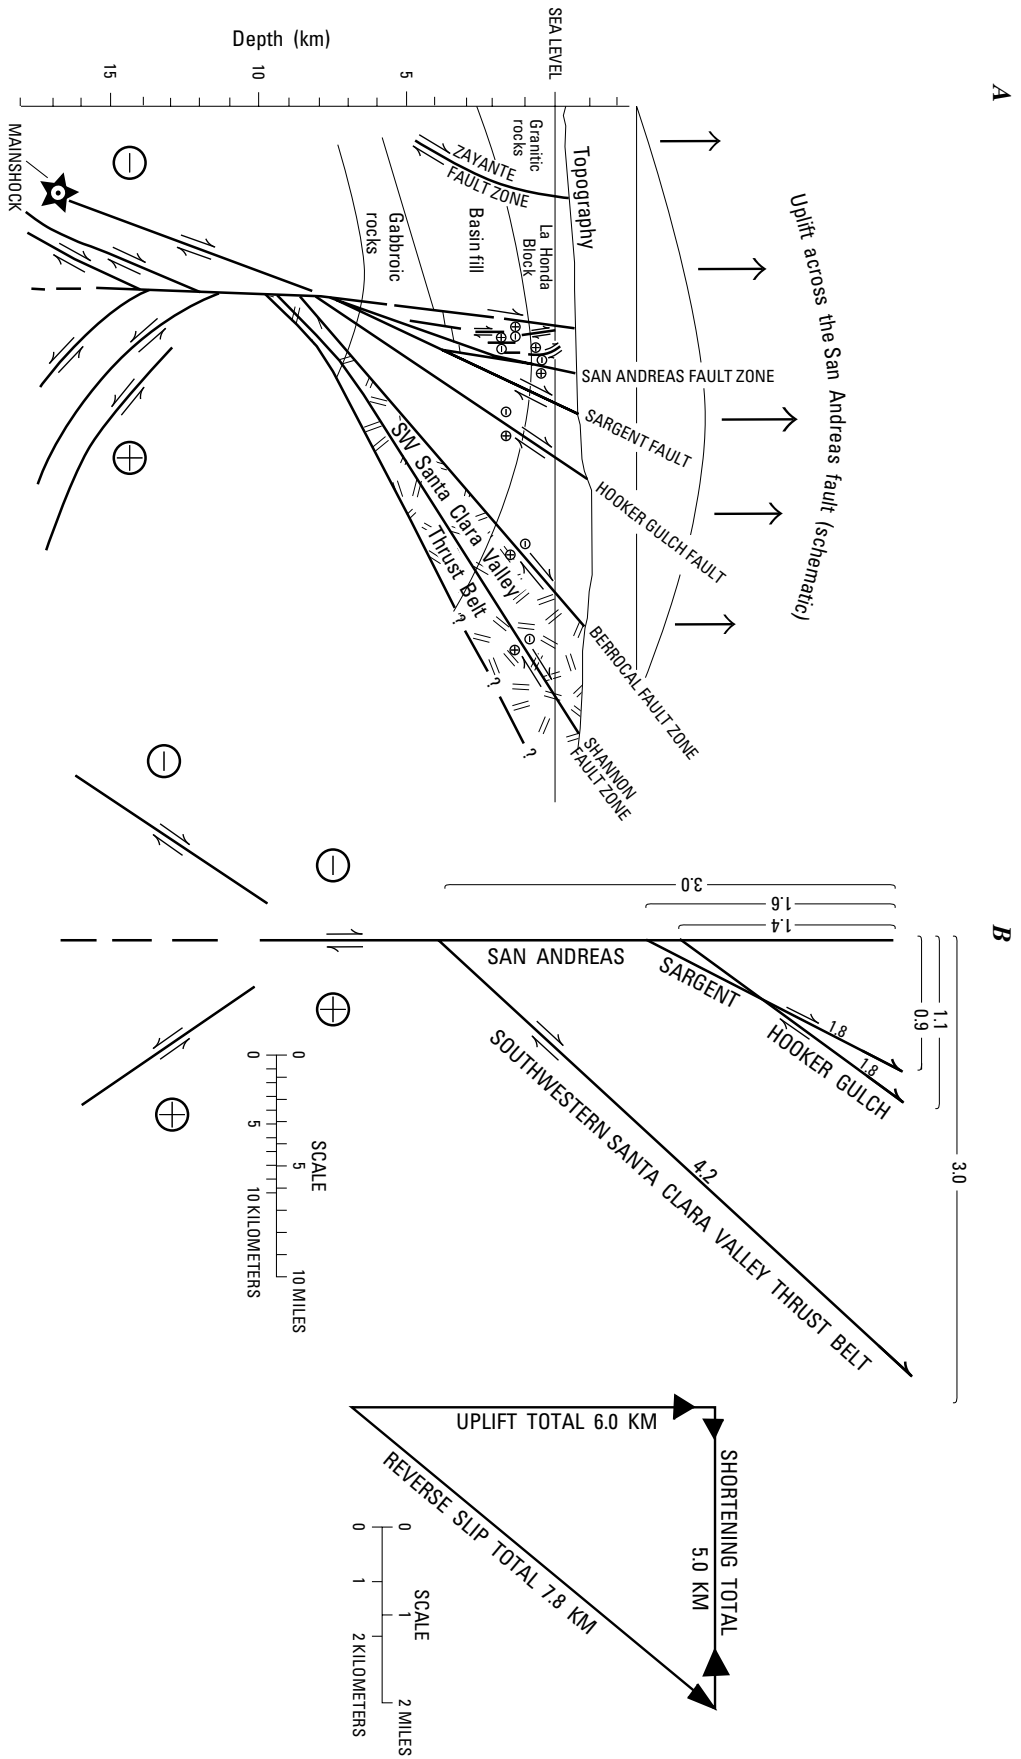 A
Uplift across the San Andreas fault (schematic)
SEA LEVEL
5
10
15
Depth (km)
Topography
Granitic
rocks
ZAYANTE
FAULT ZONE
La Honda
Block
Basin fill
Gabbroic
rocks
MAINSHOCK
SAN ANDREAS FAULT ZONE
SARGENT FAULT
HOOKER GULCH FAULT
BERROCAL FAULT ZONE
SHANNON
FAULT ZONE
SW Santa Clara Valley
Thrust Belt
?
?
?
B
3.0
1.1
0.9
1.4
1.6
3.0
SAN ANDREAS
SARGENT
1.8
HOOKER GULCH
1.8
SOUTHWESTERN SANTA CLARA VALLEY THRUST BELT
4.2
SCALE
0 5 10 MILES
0 5 10 KILOMETERS
SHORTENING TOTAL
5.0 KM
UPLIFT TOTAL 6.0 KM
REVERSE SLIP TOTAL 7.8 KM
SCALE
0 1 2 MILES
0 1 2 KILOMETERS